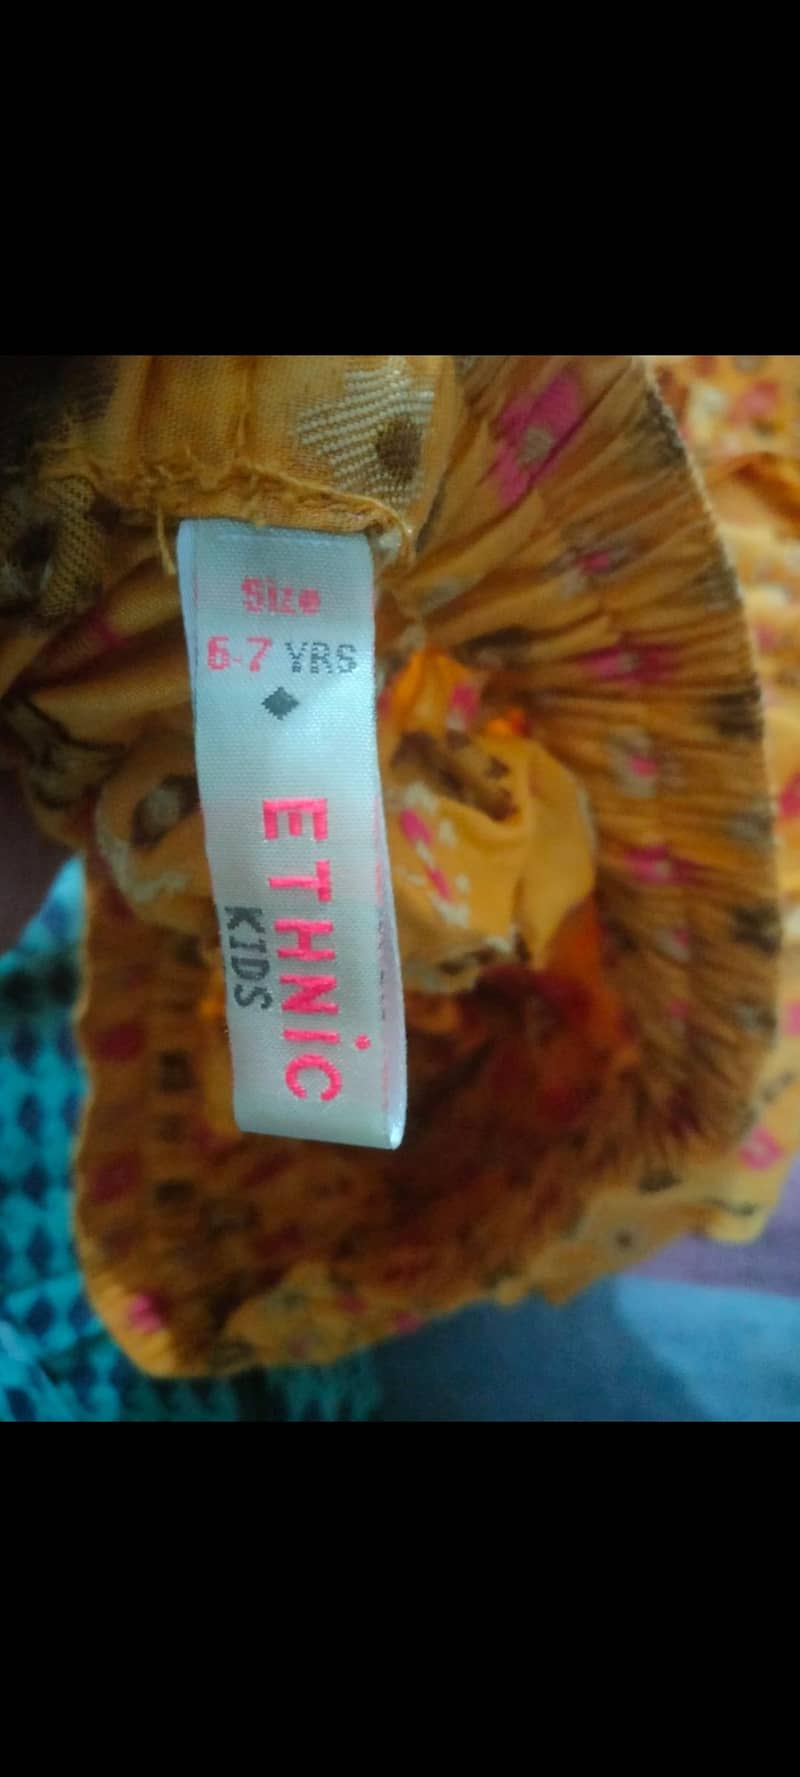 Size
6-7 YRS
ETHNiC
KIDS